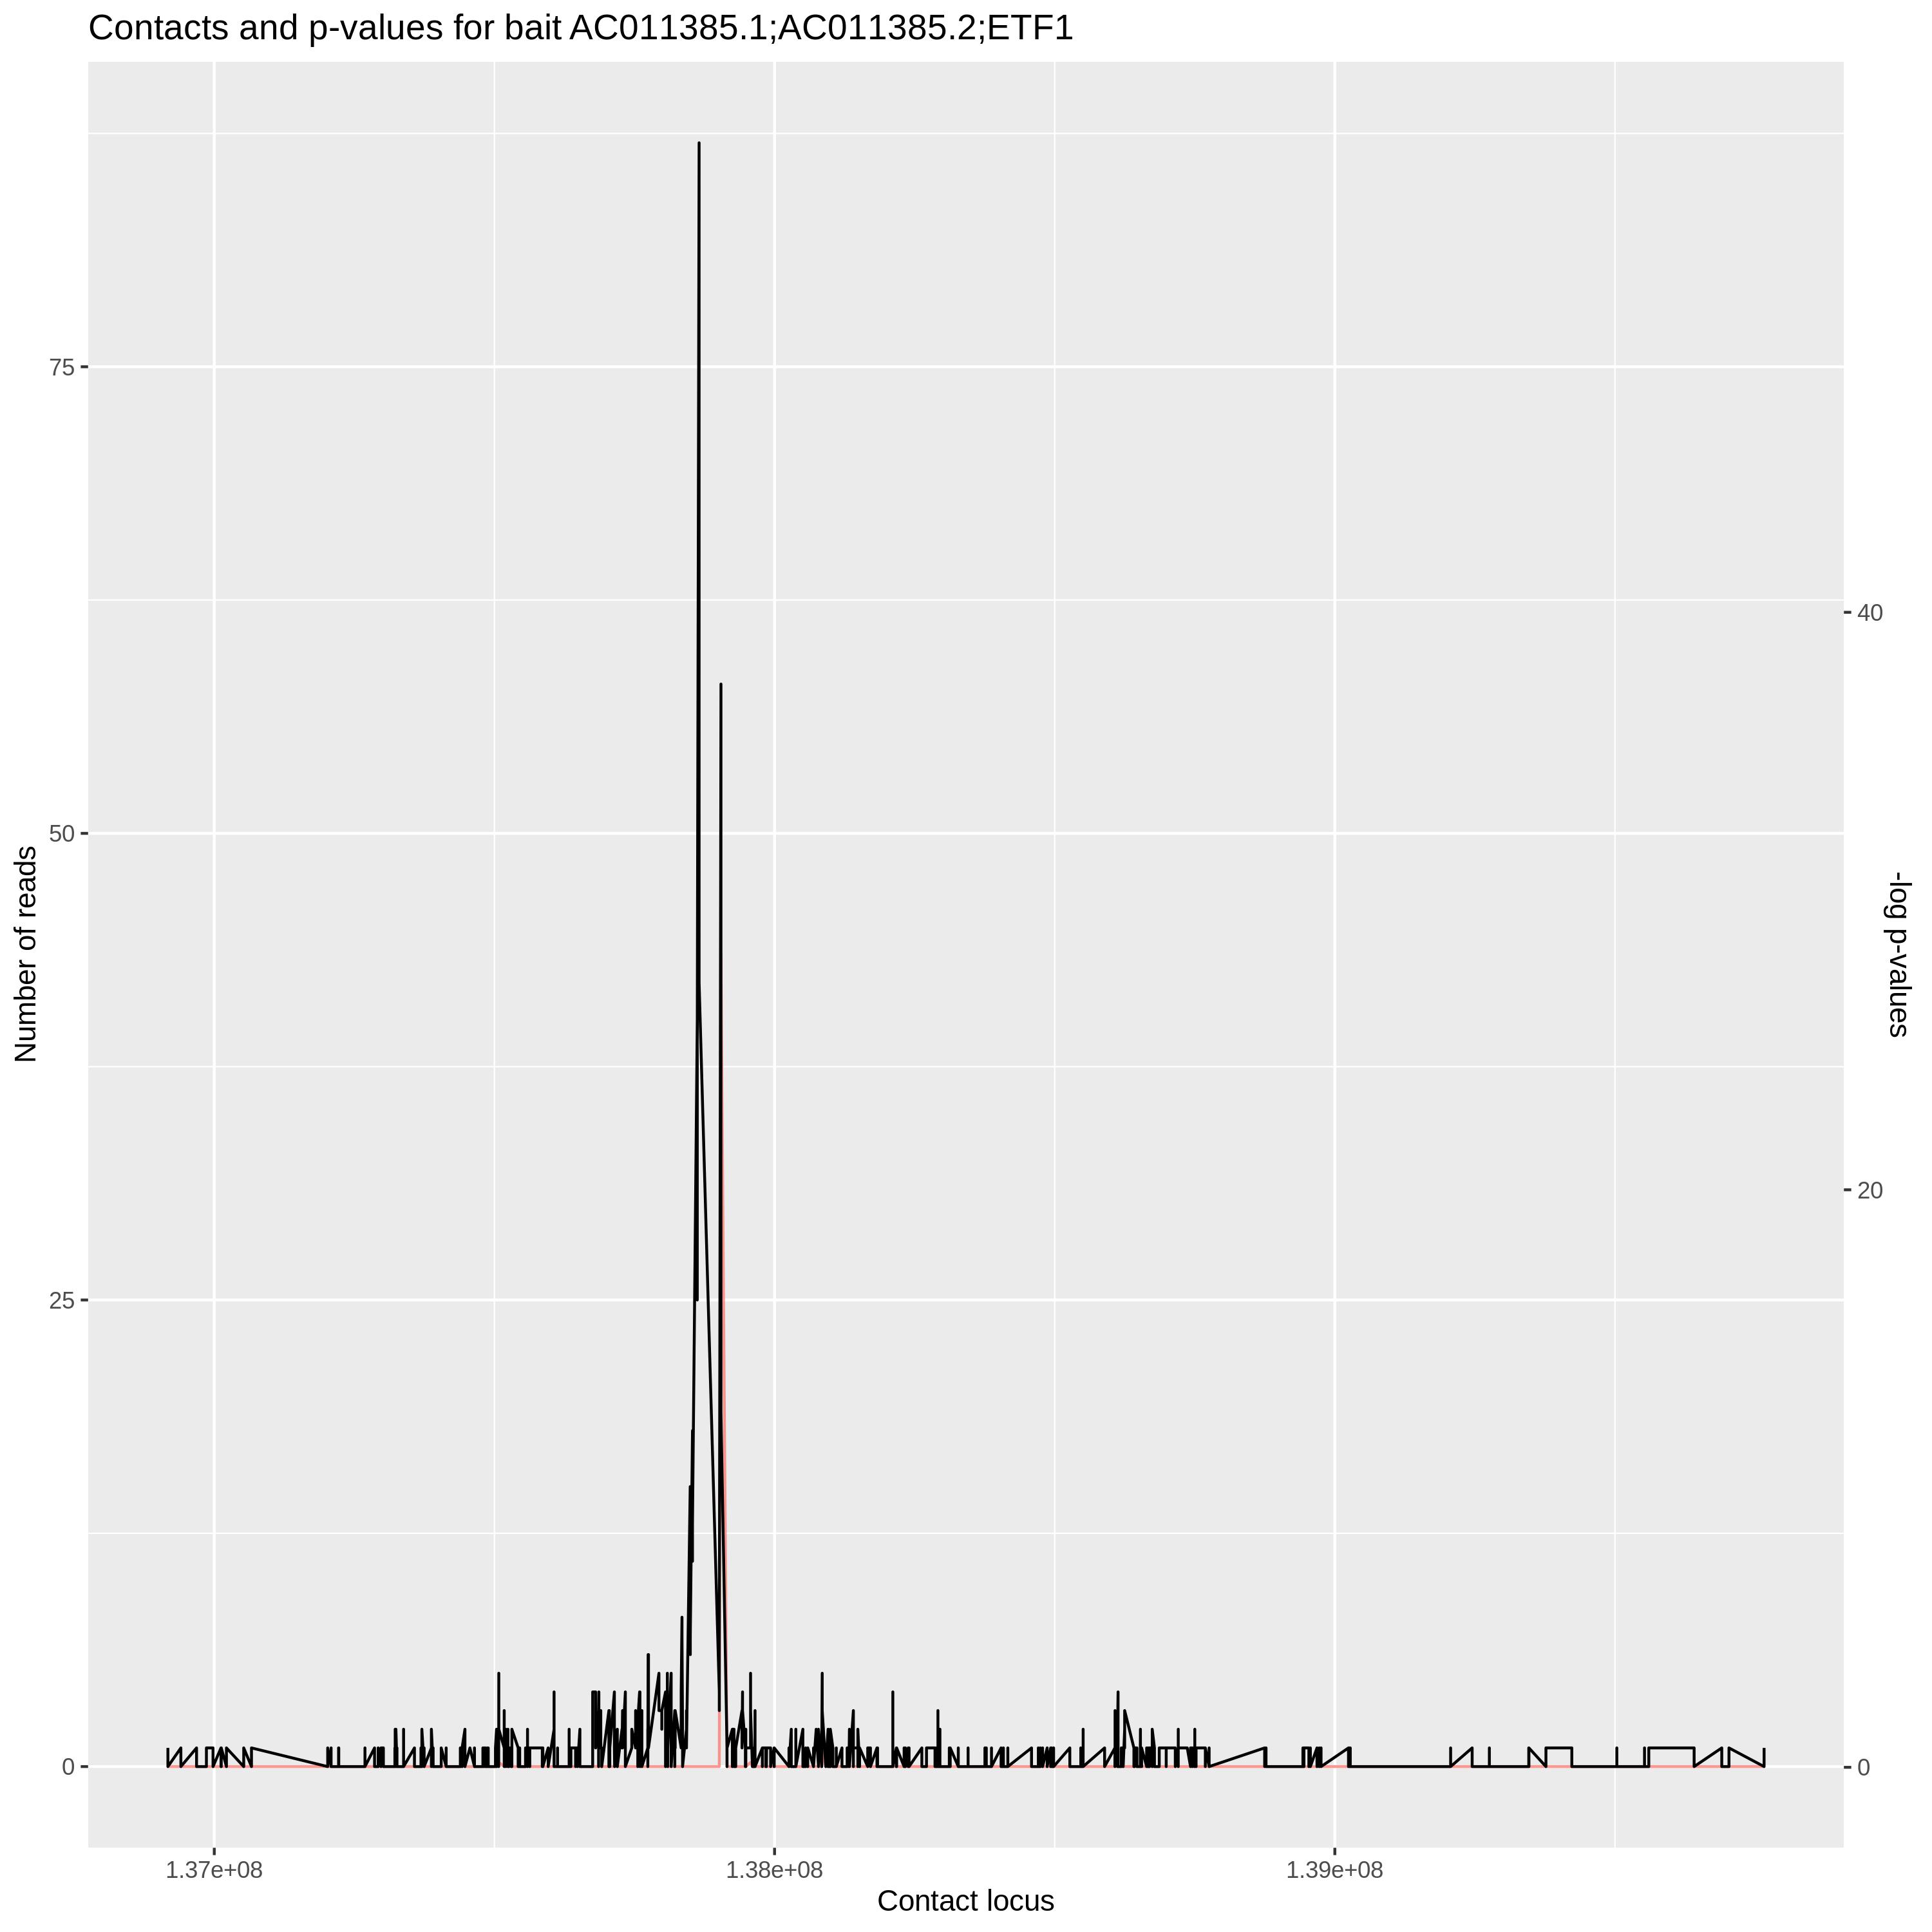 Contacts and p-values for bait AC011385.1;AC011385.2;ETF1
75
50
25
0
Number of reads
40
20
0
-log p-values
1.37e+08
1.38e+08
1.39e+08
Contact locus